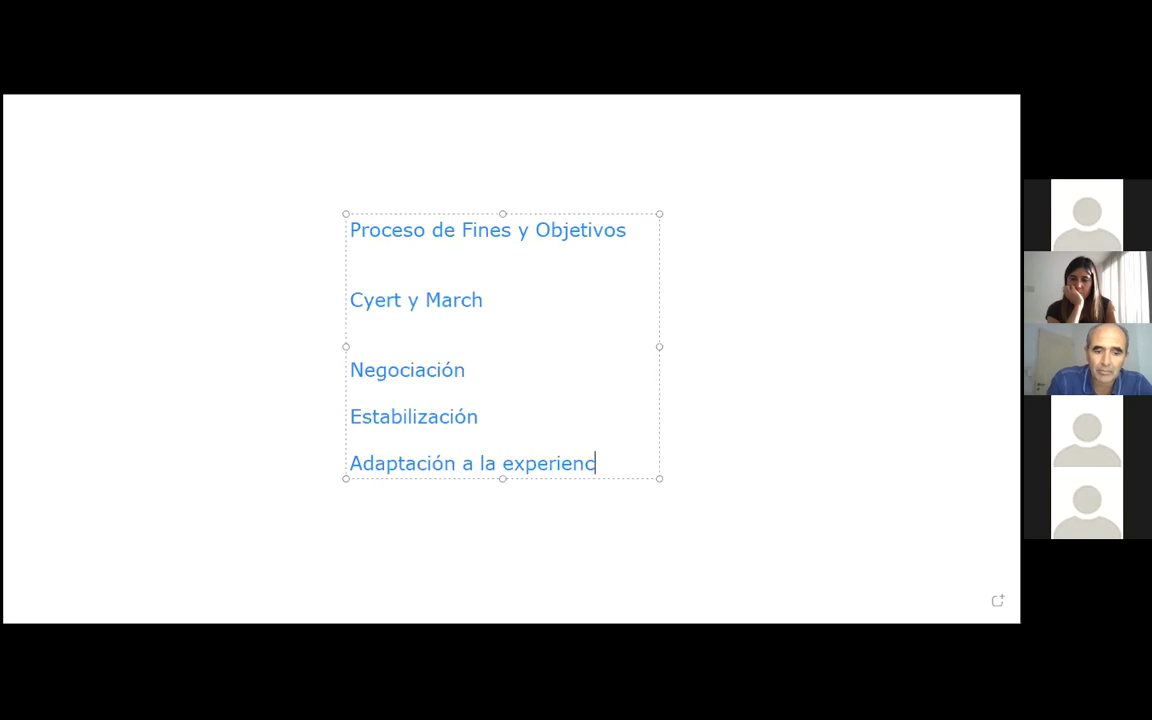 Proceso de Fines y Objetivos
Cyert y March
Negociación
Estabilización
Adaptación a la experienc